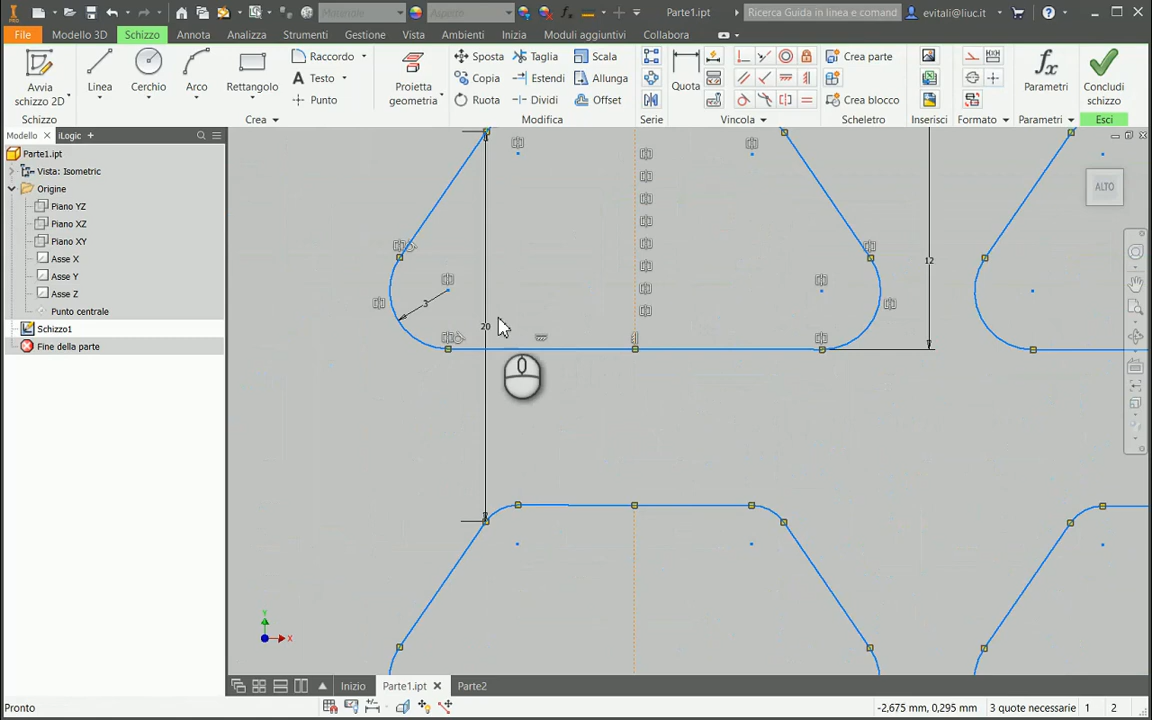 PRO
Materiale
Aspetto
Parte1.ipt
Ricerca Guida in linea e comand
evitali@liuc.it
File
Modello 3D
Schizzo
Annota
Analizza
Strumenti
Gestione
Vista
Ambienti
Inizia
Moduli aggiuntivi
Collabora
Avvia
schizzo 2D
Linea
Cerchio
Arco
Rettangolo
Raccordo
Testo
Punto
Proietta
geometria
Sposta
Copia
Ruota
Taglia
Estendi
Dividi
Scala
Allunga
Offset
Quota
Crea parte
Crea blocco
Parametri
Concludi
schizzo
Schizzo
Crea
Modifica
Serie
Vincola
Scheletro
Inserisci
Formato
Parametri
Esci
Modello
iLogic
Parte1.ipt
Vista: Isometric
Origine
Piano YZ
Piano XZ
Piano XY
Asse X
Asse Y
Asse Z
Punto centrale
Schizzo1
Fine della parte
ALTO
12
3
20
0
Y
X
Inizio
Parte1.ipt
Parte2
Pronto
-2,675 mm, 0,295 mm
3 quote necessarie
1
2